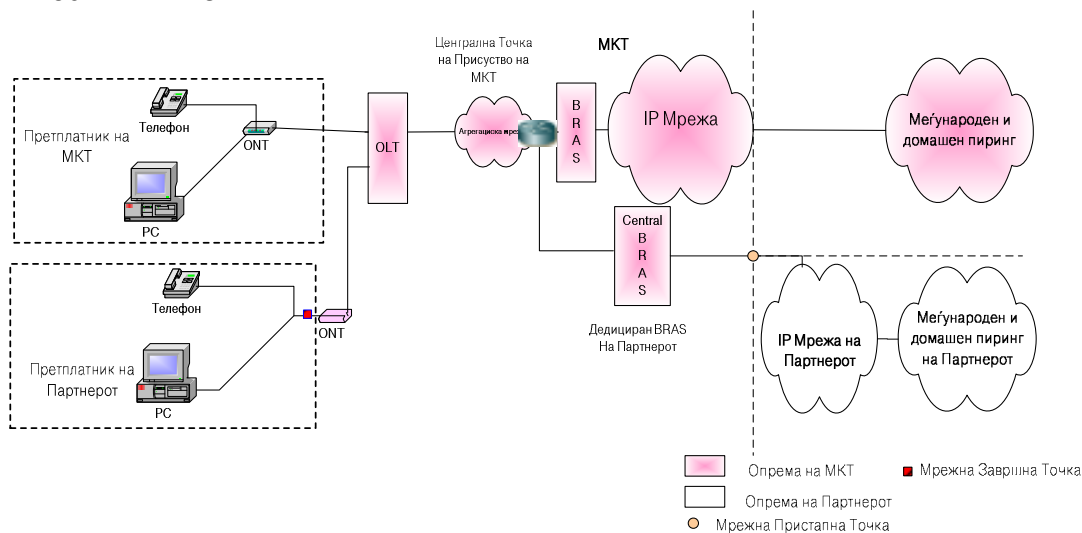 Централна Точка
на Присуство на
МКТ
МКТ
Телефон
Претплатник на
МКТ
ONT
PC
OLT
Агрегациска
B
R
A
S
IP Мрежа
Меѓународен и
домашен пиринг
Central
B
R
A
S
Телефон
ONT
Претплатник на
Партнерот
PC
Дедициран BRAS
На Партнерот
IP Мрежа на
Партнерот
Меѓународен и
домашен пиринг
на Партнерот
Опрема на МКТ
Мрежна Завршна Точка
Опрема на Партнерот
Мрежна Пристапна Точка